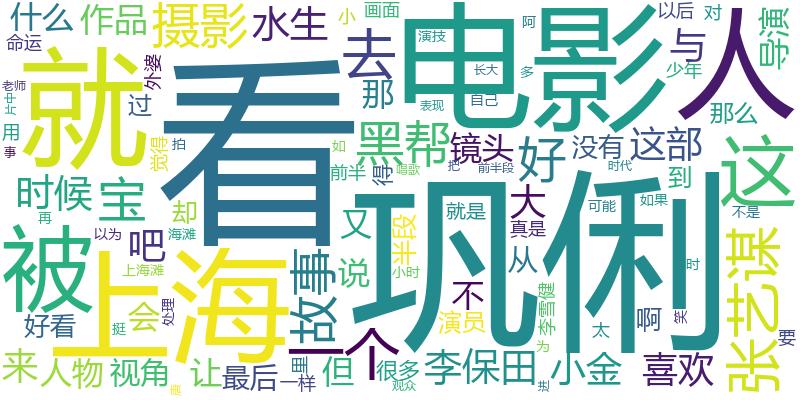 什么 作品 摄影 水生 小 画面 电影 人 以后 对 导演
命运 外婆 去 演技 阿 与 少年
就 看 老师 片中 过 那 长大 多 那么
用 事 觉得 拍 黑帮 表现 自己 镜头 好 没有 这部 这
时候 宝 如 前半 得 唱歌 把 前半段 时代 到
却 又 大 就是 可能 如果 不是
被 再 以为 吧 海滩 半段 真是 巩俐 张艺谋
上海 上海滩 故事 说 小时 从 时
好看 挺 会 处理 不 演员 为 李雪健 太 啊 笑 要
来 人物 视角 让 最后 里 一个 但 很多 李保田 小金 喜欢
一样 观众